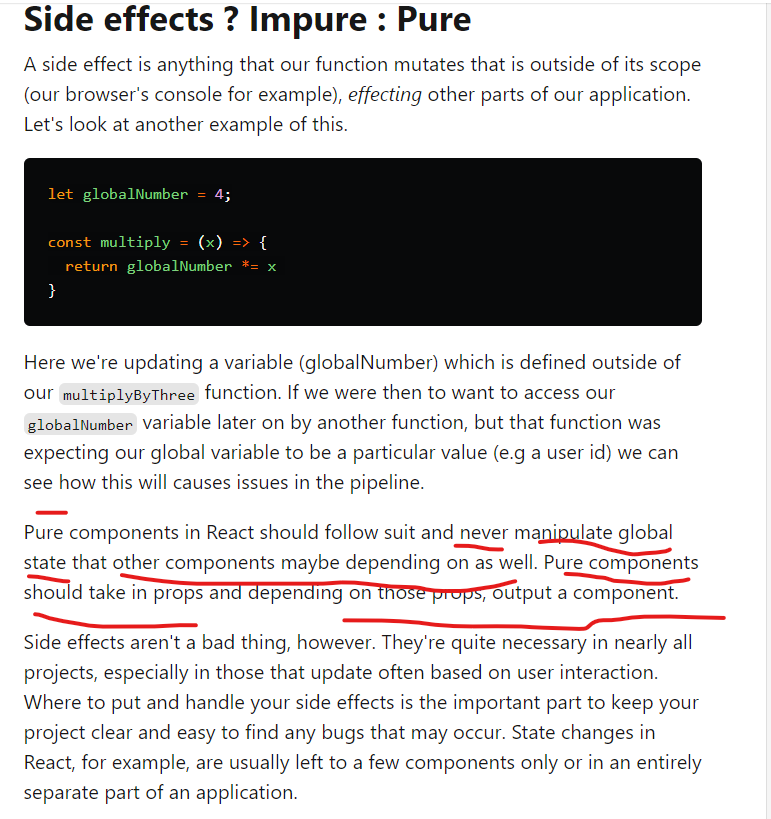 Side effects ? Impure : Pure
A side effect is anything that our function mutates that is outside of its scope
(our browser's console for example), effecting other parts of our application.
Let's look at another example of this.
let globalNumber = 4;
const multiply = (x) => {
return globalNumber *= x
}
Here we're updating a variable (globalNumber) which is defined outside of
our multiplyByThree function. If we were then to want to access our
globalNumber variable later on by another function, but that function was
expecting our global variable to be a particular value (e.g a user id) we can
see how this will causes issues in the pipeline.
Pure components in React should follow suit and never manipulate global
state that other components maybe depending on as well. Pure components
should take in props and depending on those props, output a component.
Side effects aren't a bad thing, however. They're quite necessary in nearly all
projects, especially in those that update often based on user interaction.
Where to put and handle your side effects is the important part to keep your
project clear and easy to find any bugs that may occur. State changes in
React, for example, are usually left to a few components only or in an entirely
separate part of an application.